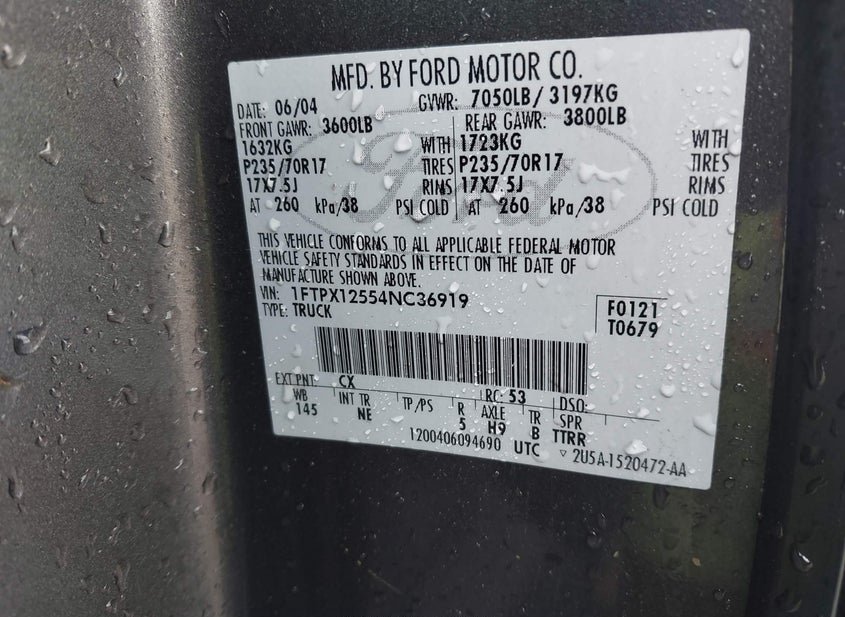 MFD. BY FORD MOTOR CO.
DATE: 06/04 GVWR: 7050LB/ 3197KG
FRONT GAWR: 3600LB REAR GAWR: 3800LB
1632KG WITH 1723KG WITH
P235/70R17 TIRES P235/70R17 TIRES
17X7.5J RIMS 17X7.5J RIMS
AT 260 kPa/38 PSI COLD AT 260 kPa/38 PSI COLD
THIS VEHICLE CONFORMS TO ALL APPLICABLE FEDERAL MOTOR
VEHICLE SAFETY STANDARDS IN EFFECT ON THE DATE OF
MANUFACTURE SHOWN ABOVE.
VIN: 1FTPX12554NC36919
TYPE: TRUCK
F0121
T0679
EXT PNT: CX RC: 53 DSO:
WB INT TR TP/PS R AXLE TR SPR
145 NE 5 H9 B TTRR
1200406094690 UTC ▽ 2U5A-1520472-AA
Ford